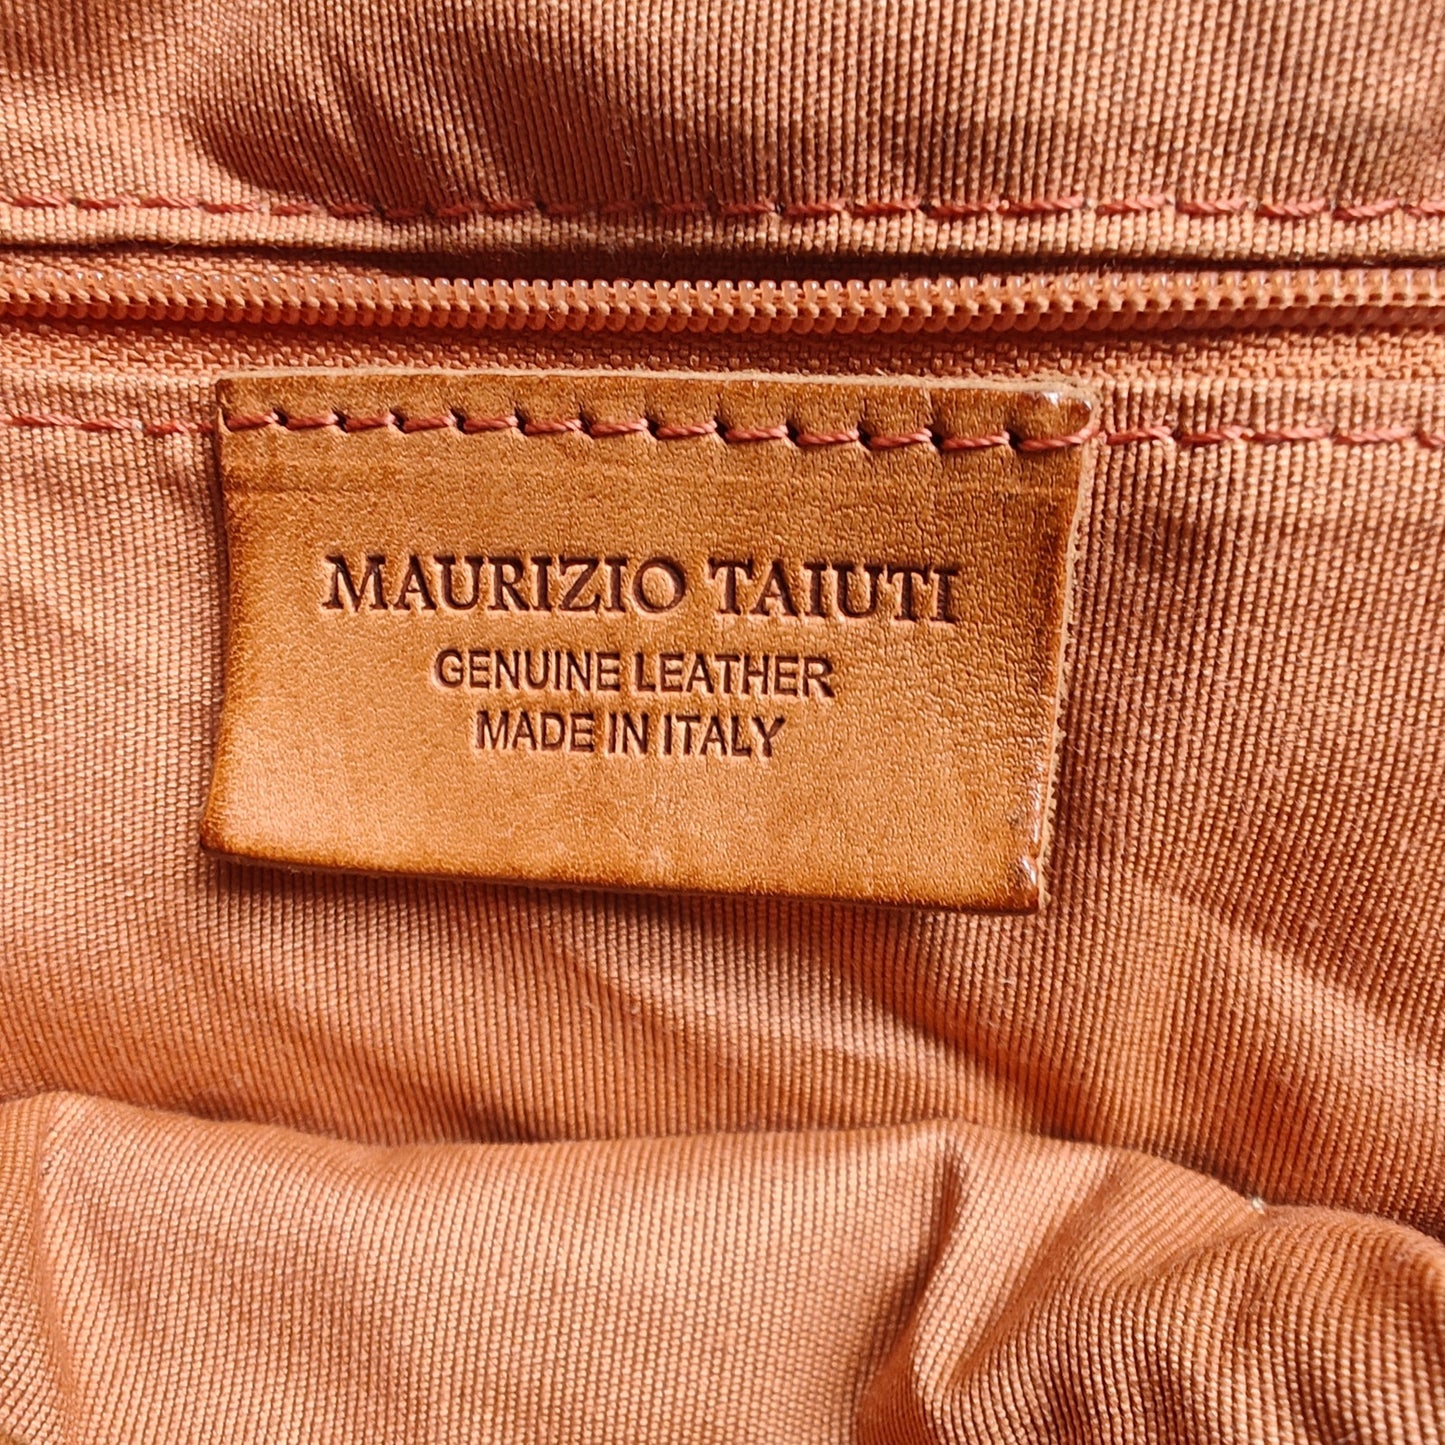 MAURIZIO TAIUTI
GENUINE LEATHER
MADE IN ITALY